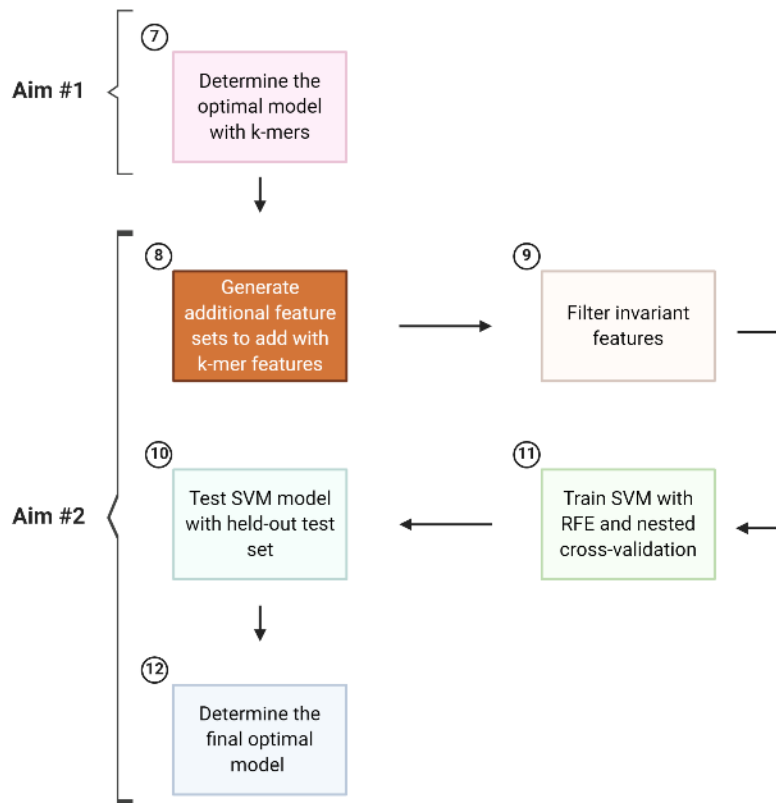 7
Aim #1
Determine the
optimal model
with k-mers
8
Generate
additional feature
sets to add with
k-mer features
9
Filter invariant
features
Aim #2
10
Test SVM model
with held-out test
set
11
Train SVM with
RFE and nested
cross-validation
12
Determine the
final optimal
model